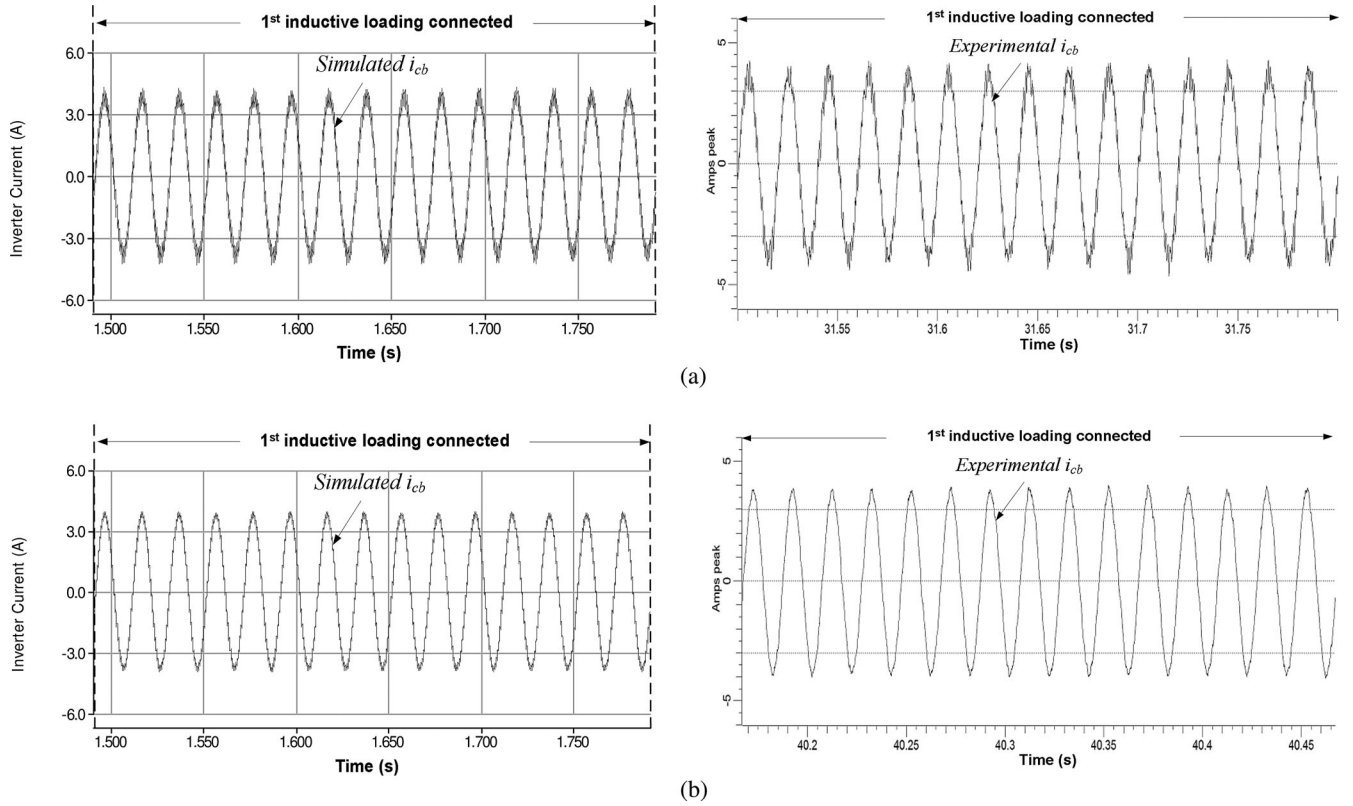 1st inductive loading connected
Simulated icb
6.0
3.0
0.0
-3.0
-6.0
Inverter Current (A)
1.500
1.550
1.600
1.650
1.700
1.750
Time (s)
1st inductive loading connected
Experimental icb
5
0
-5
Amps peak
31.55
31.6
31.65
31.7
31.75
Time (s)
(a)
1st inductive loading connected
Simulated icb
6.0
3.0
0.0
-3.0
-6.0
Inverter Current (A)
1.500
1.550
1.600
1.650
1.700
1.750
Time (s)
1st inductive loading connected
Experimental icb
5
0
-5
Amps peak
40.2
40.25
40.3
40.35
40.4
40.45
Time (s)
(b)